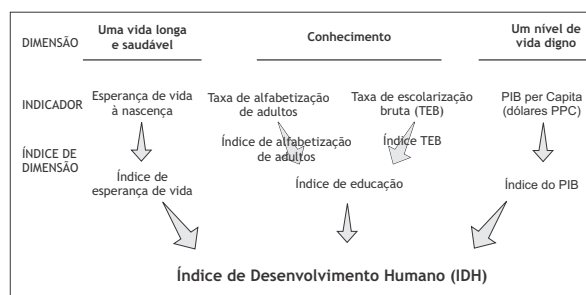 DIMENSÃO
Uma vida longa
e saudável
Conhecimento
Um nível de
vida digno
INDICADOR
Esperança de vida
à nascença
Taxa de alfabetização
de adultos
Taxa de escolarização
bruta (TEB)
PIB per Capita
(dólares PPC)
Índice de alfabetização
de adultos
Índice TEB
ÍNDICE DE
DIMENSÃO
Índice de
esperança de vida
Índice de educação
Índice do PIB
Índice de Desenvolvimento Humano (IDH)